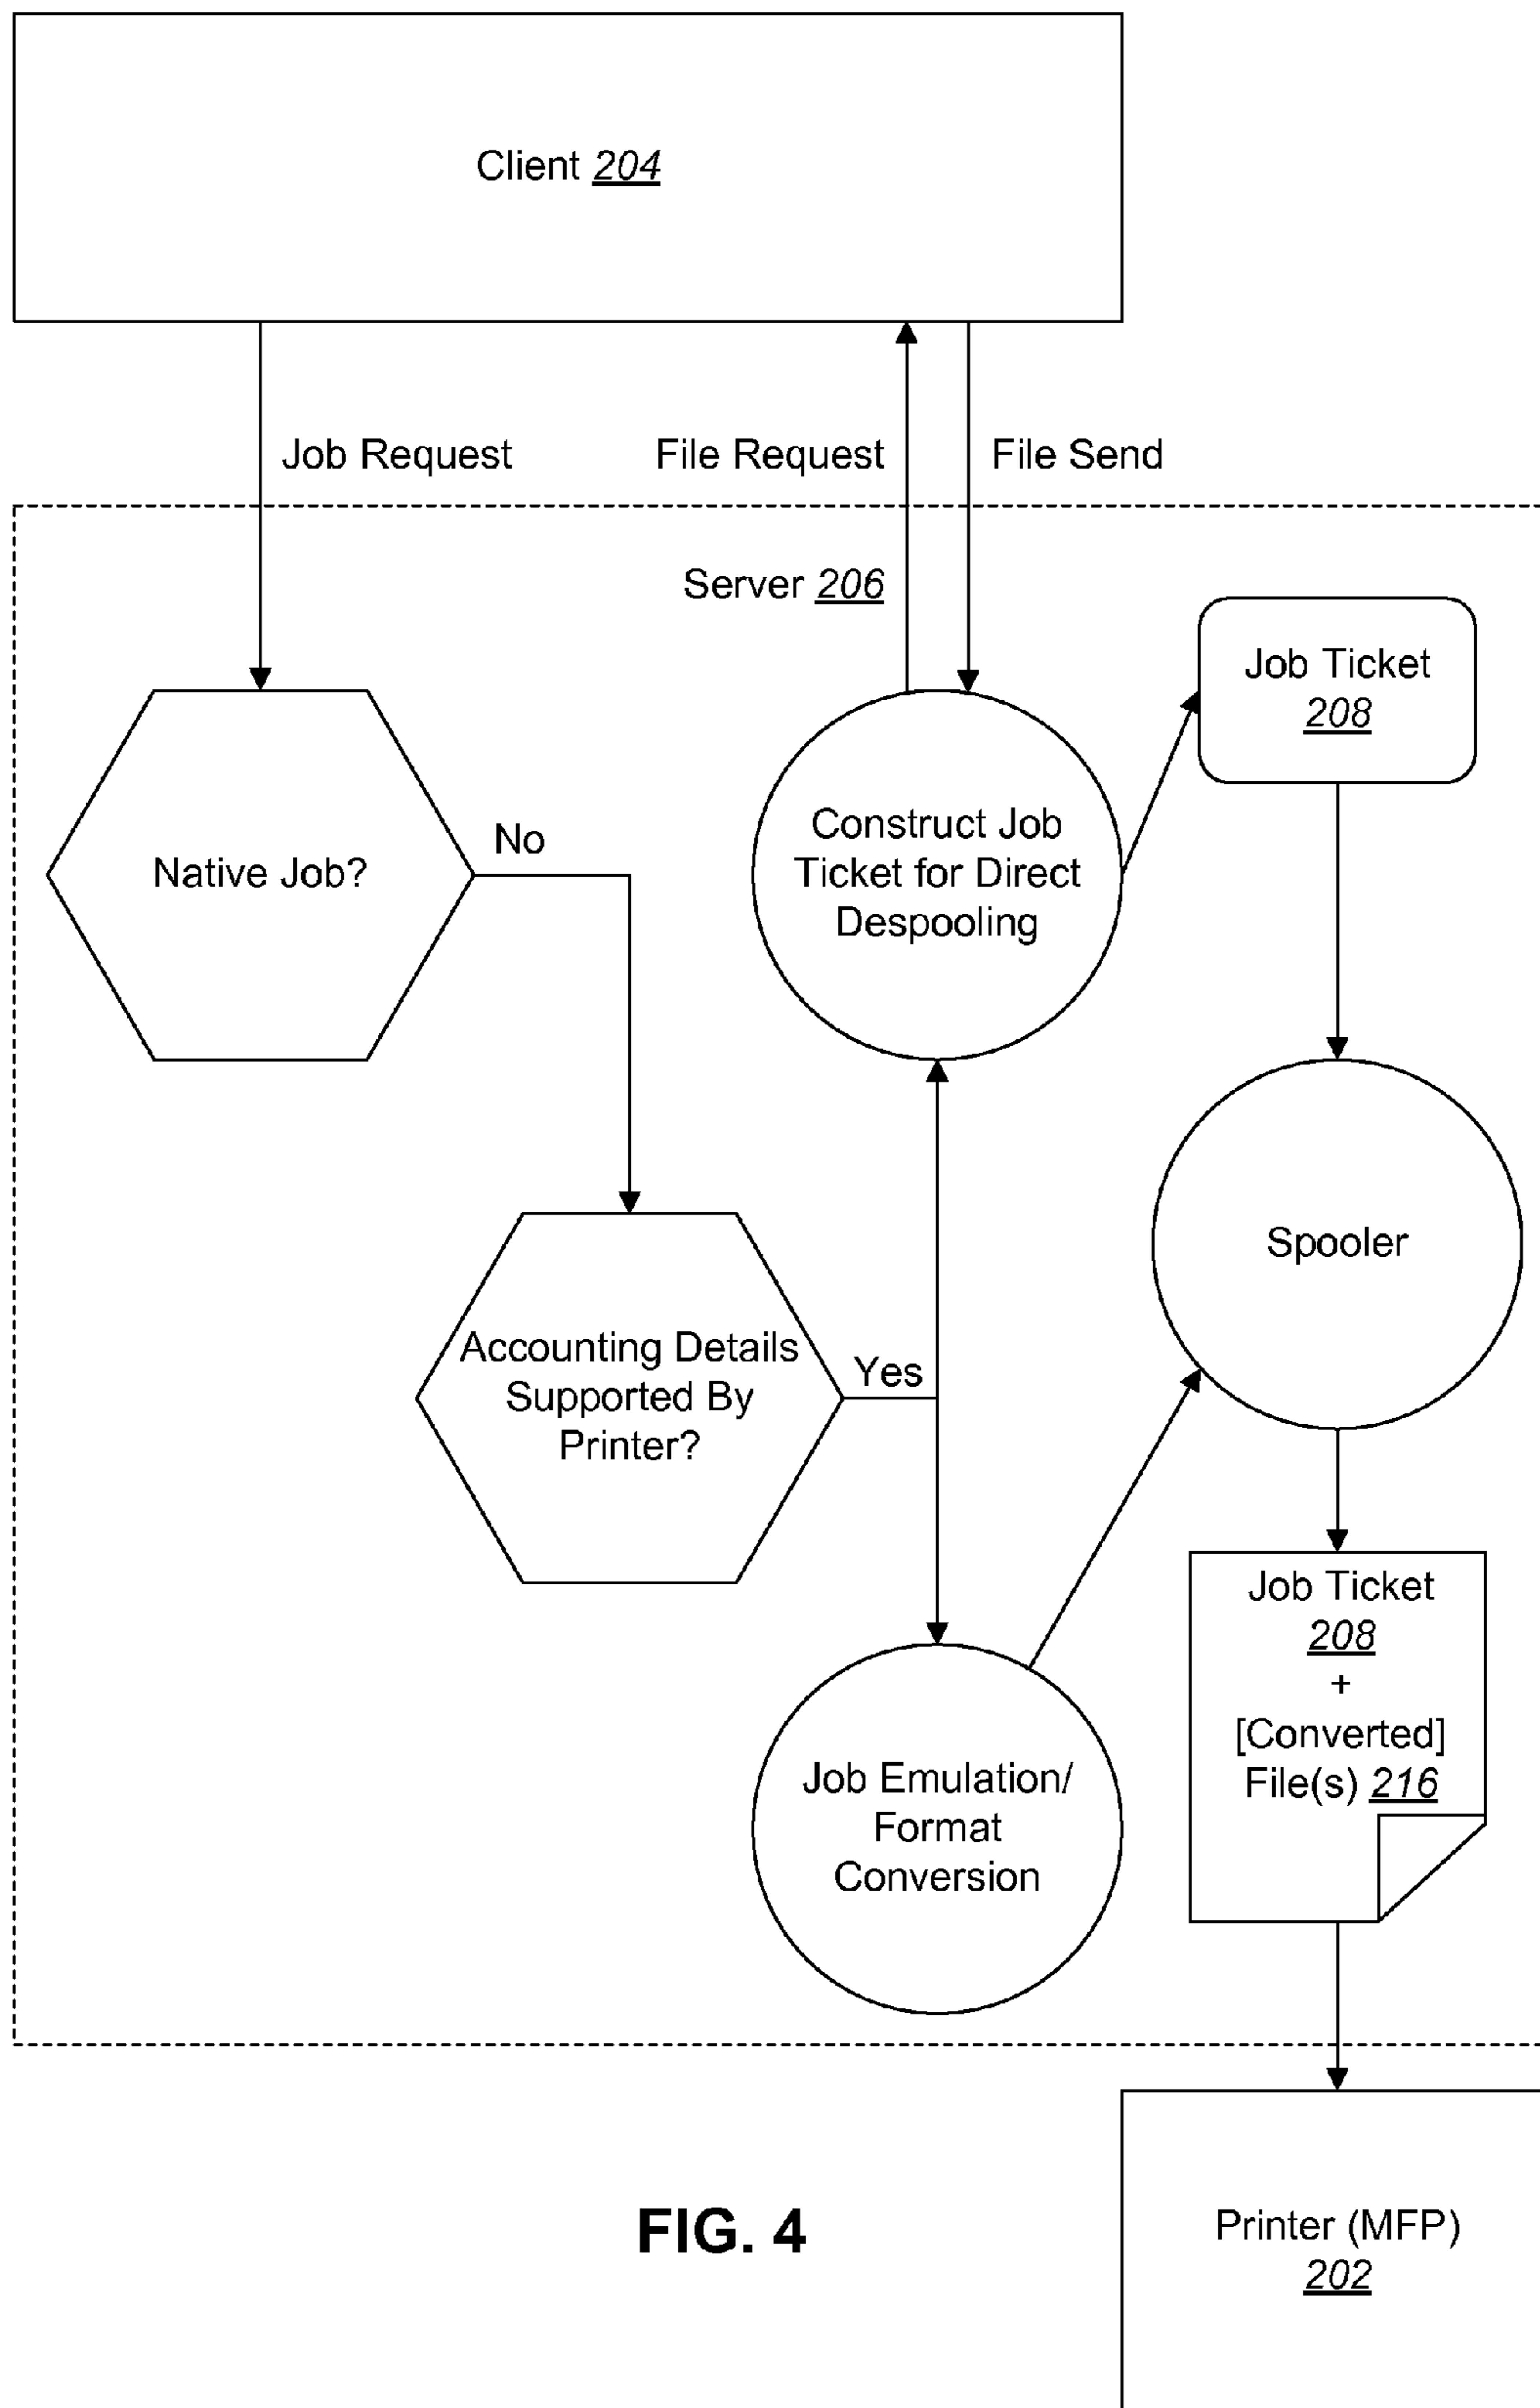 Client 204
Job Request
File Request
File Send
Server 206
Job Ticket
208
Native Job?
No
Construct Job
Ticket for Direct
Despooling
Spooler
Accounting Details
Supported By
Printer?
Yes
Job Ticket
208
+
[Converted]
File(s) 216
Job Emulation/
Format
Conversion
FIG. 4
Printer (MFP)
202